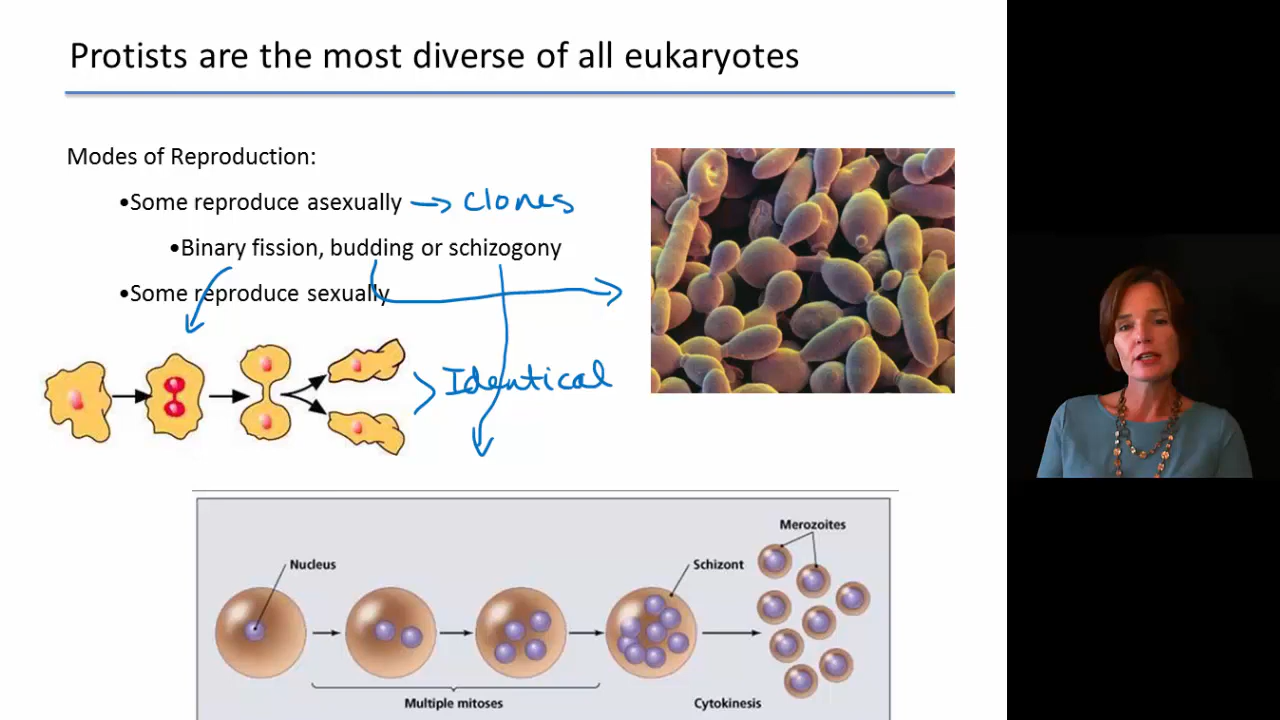 Protists are the most diverse of all eukaryotes
Modes of Reproduction:
•Some reproduce asexually → clones
•Binary fission, budding or schizogony
•Some reproduce sexually
Identical
Merozoites
Nucleus
Schizont
Multiple mitoses
Cytokinesis